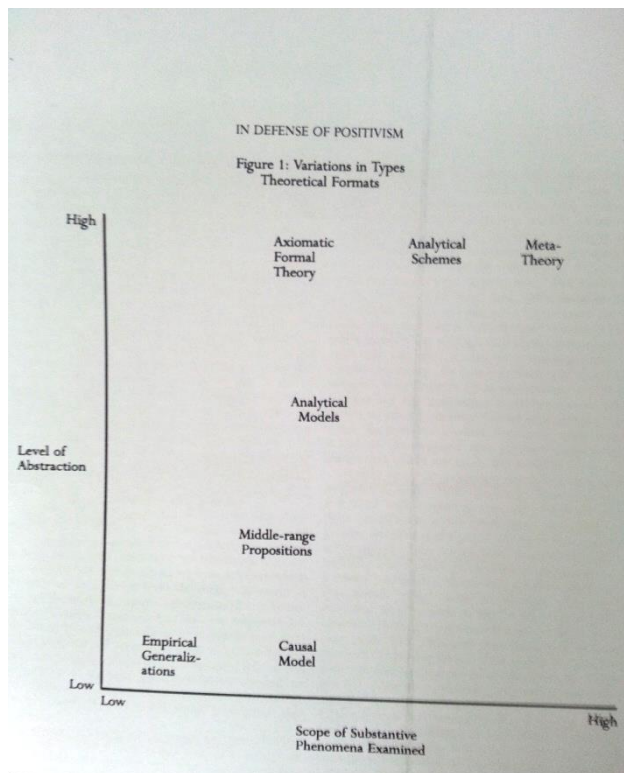 IN DEFENSE OF POSITIVISM
Figure 1: Variations in Types
Theoretical Formats
High
Axiomatic
Formal
Theory
Analytical
Schemes
Meta-
Theory
Analytical
Models
Level of
Abstraction
Middle-range
Propositions
Empirical
Generaliz-
ations
Causal
Model
Low
Low
High
Scope of Substantive
Phenomena Examined